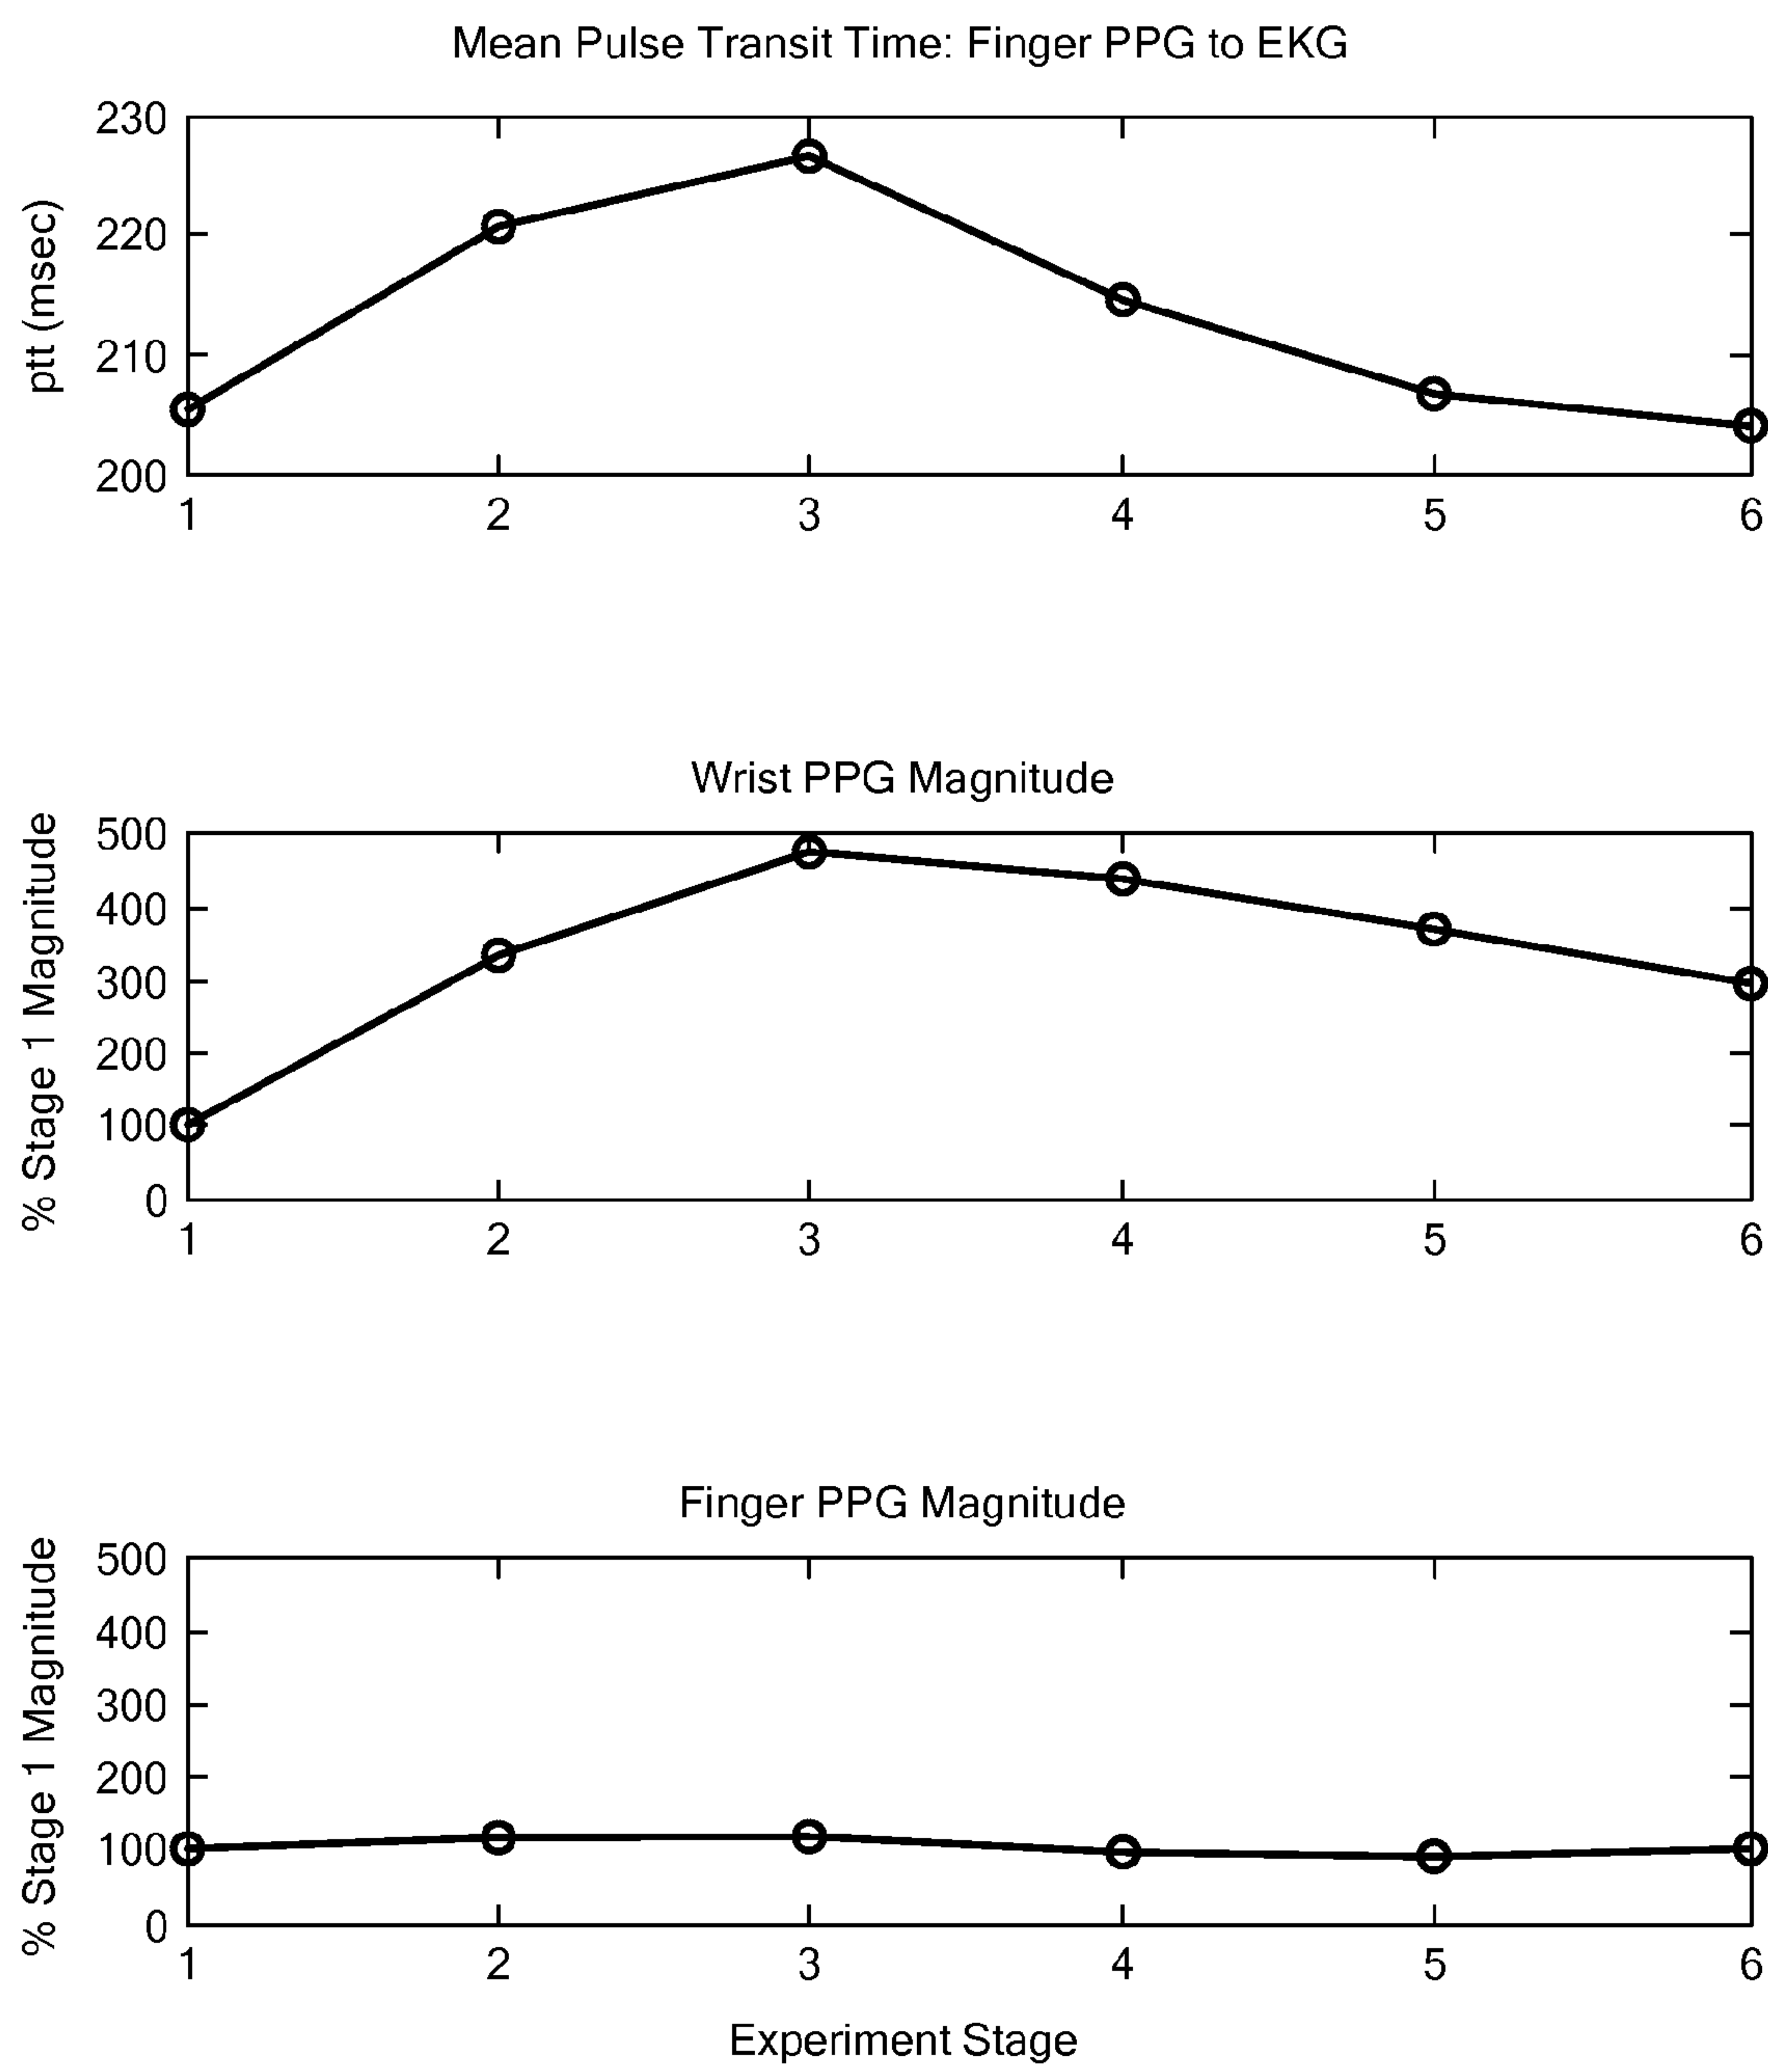 Mean Pulse Transit Time: Finger PPG to EKG
ptt (msec)
230
220
210
200
1 2 3 4 5 6
Wrist PPG Magnitude
% Stage 1 Magnitude
500
400
300
200
100
0
1 2 3 4 5 6
Finger PPG Magnitude
% Stage 1 Magnitude
500
400
300
200
100
0
1 2 3 4 5 6
Experiment Stage